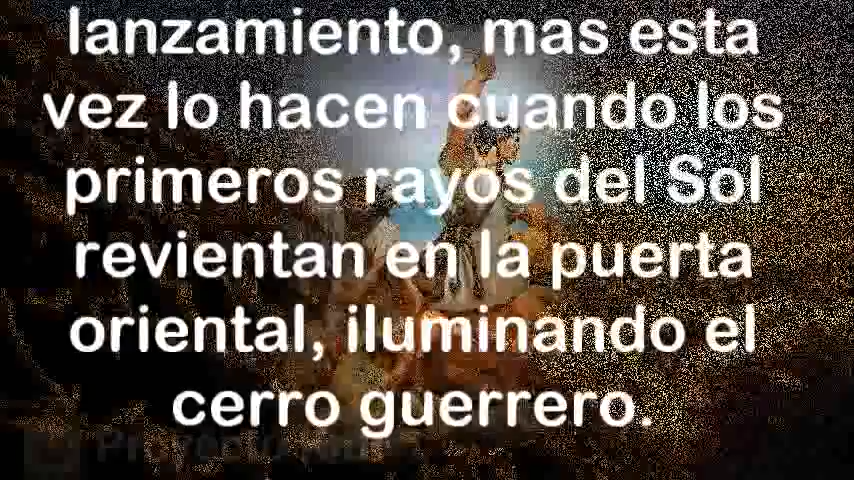 lanzamiento, mas esta
vez lo hacen cuando los
primeros rayos del Sol
revientan en la puerta
oriental, iluminando el
cerro guerrero.